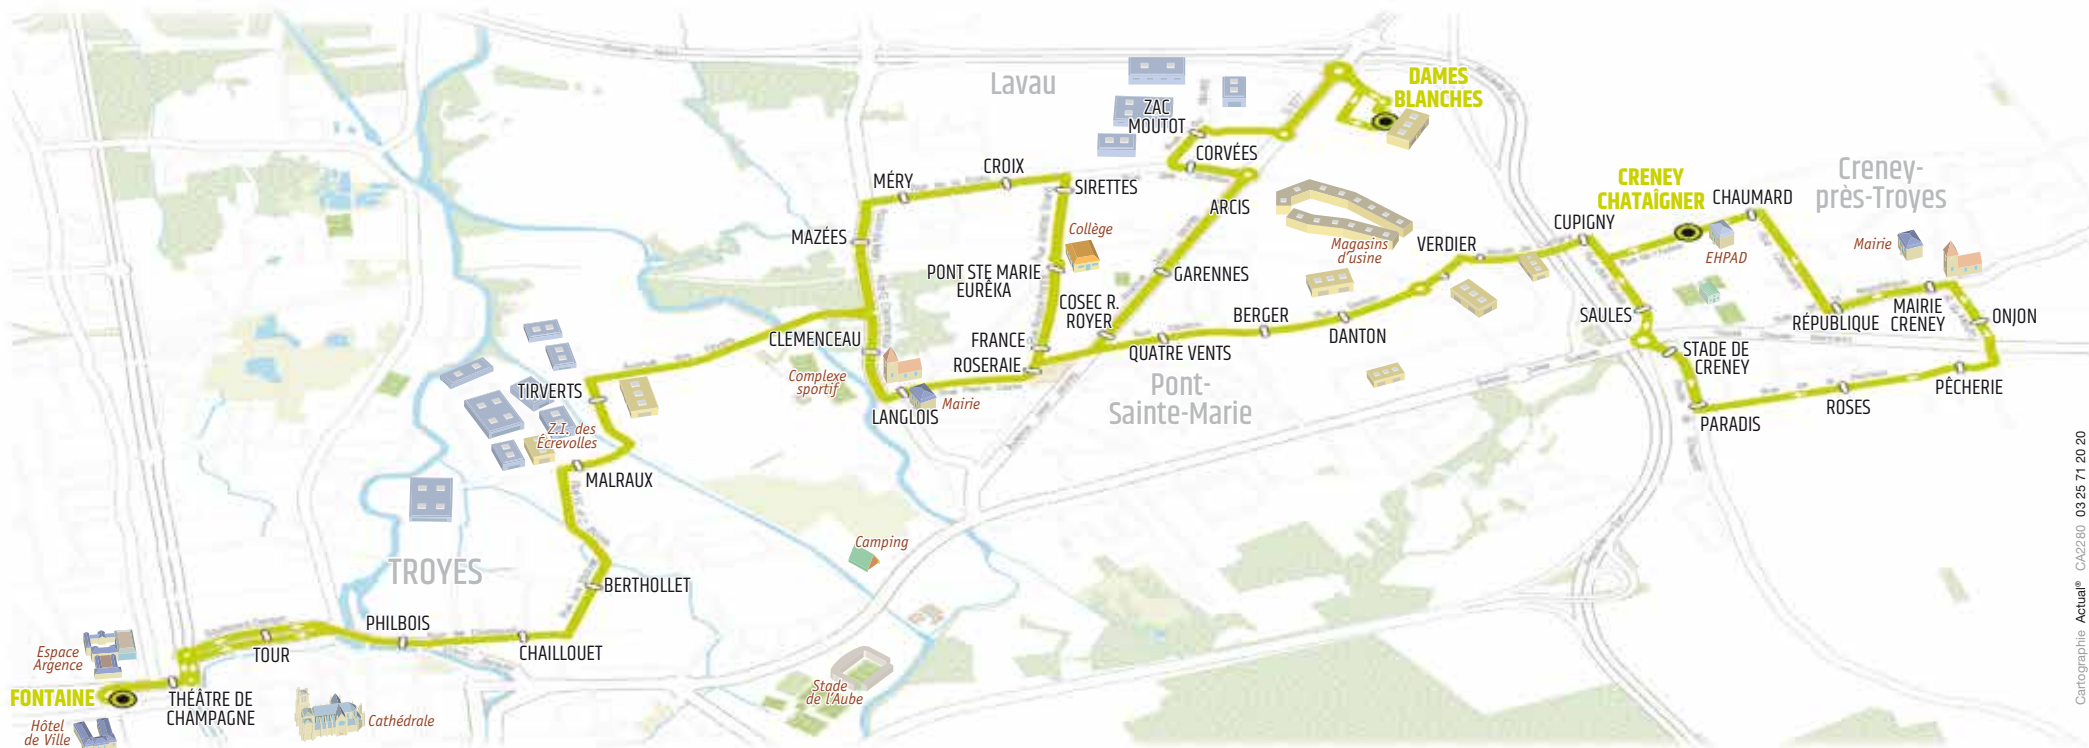 Lavau
DAMES
BLANCHES
ZAC
MOUTOT
CORVÉES
CROIX
MÉRY
SIRETTES
ARCIS
MAZÉES
Collège
PONT STE MARIE
EURÊKA
GARENNES
COSEC R.
ROYER
Magasins
d'usine
VERDIER
CUPIGNY
CRENEY
CHATAÎGNER
CHAUMARD
Creney-
près-Troyes
Mairie
EHPAD
CLEMENCEAU
FRANCE
ROSERAIE
QUATRE VENTS
BERGER
DANTON
SAULES
RÉPUBLIQUE
MAIRIE
CRENEY
ONJON
STADE DE
CRENEY
PÊCHERIE
ROSES
PARADIS
Complexe
sportif
LANGLOIS
Mairie
Pont-
Sainte-Marie
TIRVERTS
Z.I. des
Écrevolles
MALRAUX
Camping
TROYES
BERTHOLLET
PHILBOIS
CHAILLOUET
TOUR
Espace
Argence
FONTAINE
THÉÂTRE DE
CHAMPAGNE
Hôtel
de Ville
Cathédrale
Stade
de l'Aube
Cartographie Actual® CA2280 03 25 71 20 20